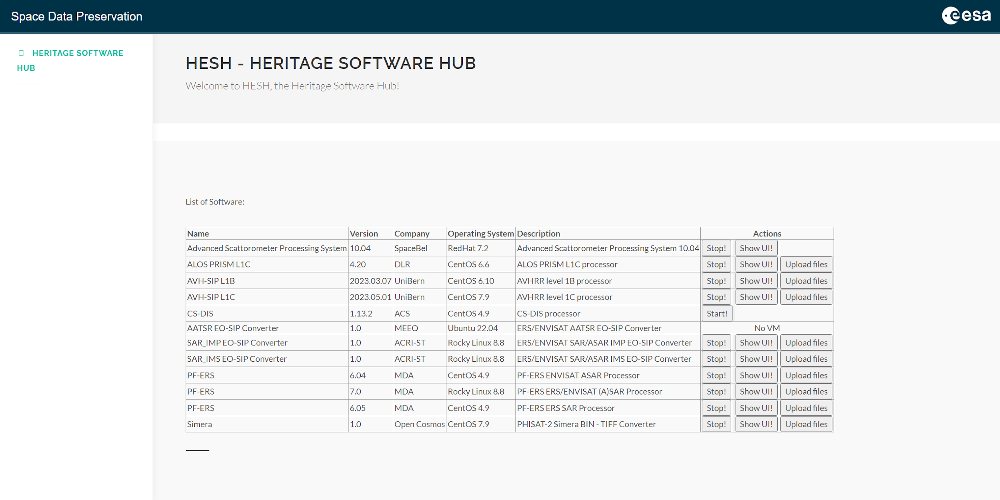 Space Data Preservation
esa
HERITAGE SOFTWARE
HUB
HESH - HERITAGE SOFTWARE HUB
Welcome to HESH, the Heritage Software Hub!
List of Software:
Name Version Company Operating System Description Actions
Advanced Scattorometer Processing System 10.04 SpaceBel RedHat 7.2 Advanced Scattorometer Processing System 10.04 Stop! Show UI!
ALOS PRISM L1C 4.20 DLR CentOS 6.6 ALOS PRISM L1C processor Stop! Show UI! Upload files
AVH-SIP L1B 2023.03.07 UniBern CentOS 6.10 AVHRR level 1B processor Stop! Show UI! Upload files
AVH-SIP L1C 2023.05.01 UniBern CentOS 7.9 AVHRR level 1C processor Stop! Show UI! Upload files
CS-DIS 1.13.2 ACS CentOS 4.9 CS-DIS processor Start!
AATSR EO-SIP Converter 1.0 MEEO Ubuntu 22.04 ERS/ENVISAT AATSR EO-SIP Converter No VM
SAR_IMP EO-SIP Converter 1.0 ACRI-ST Rocky Linux 8.8 ERS/ENVISAT SAR/ASAR IMP EO-SIP Converter Stop! Show UI! Upload files
SAR_IMS EO-SIP Converter 1.0 ACRI-ST Rocky Linux 8.8 ERS/ENVISAT SAR/ASAR IMS EO-SIP Converter Stop! Show UI! Upload files
PF-ERS 6.04 MDA CentOS 4.9 PF-ERS ENVISAT ASAR Processor Stop! Show UI! Upload files
PF-ERS 7.0 MDA Rocky Linux 8.8 PF-ERS ERS/ENVISAT (A)SAR Processor Stop! Show UI! Upload files
PF-ERS 6.05 MDA CentOS 4.9 PF-ERS ERS SAR Processor Stop! Show UI! Upload files
Simera 1.0 Open Cosmos CentOS 7.9 PHISAT-2 Simera BIN - TIFF Converter Stop! Show UI! Upload files